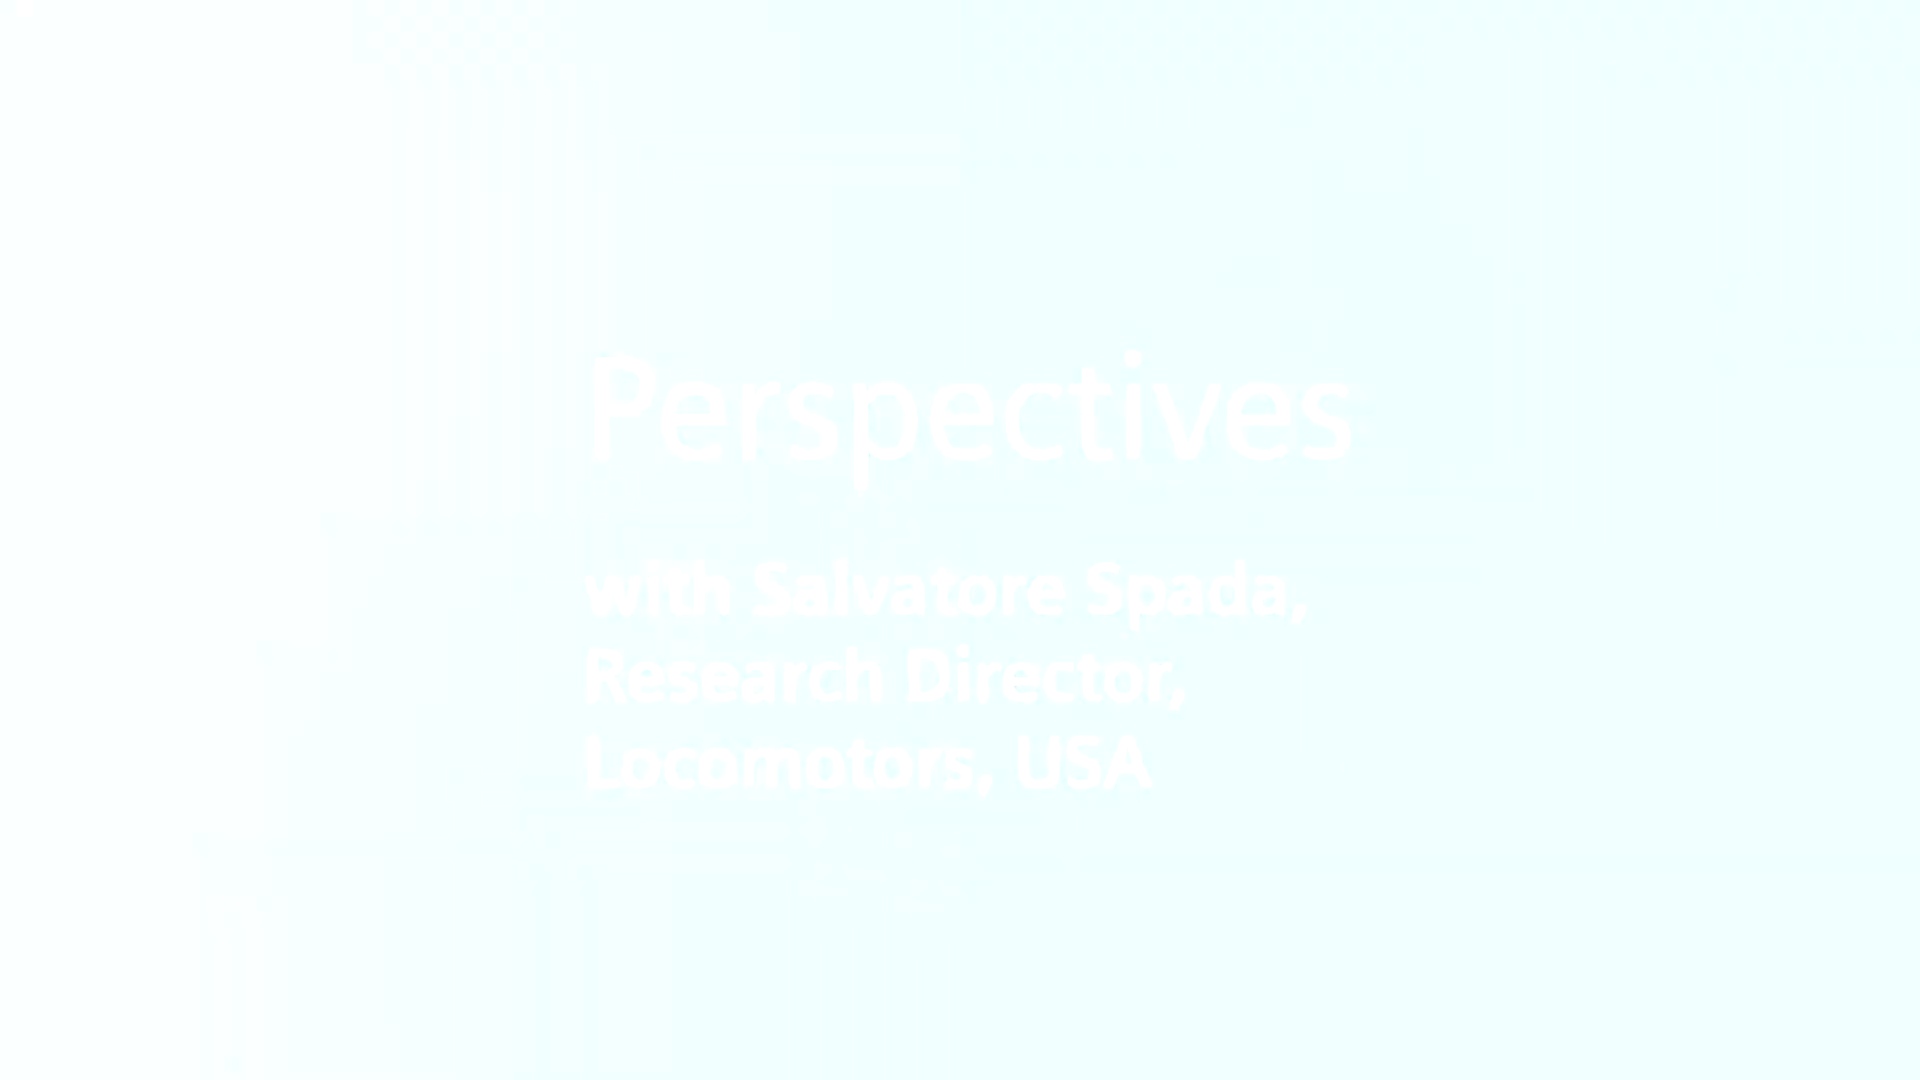 Perspectives
with Salvatore Spada,
Research Director,
Locomotors, USA